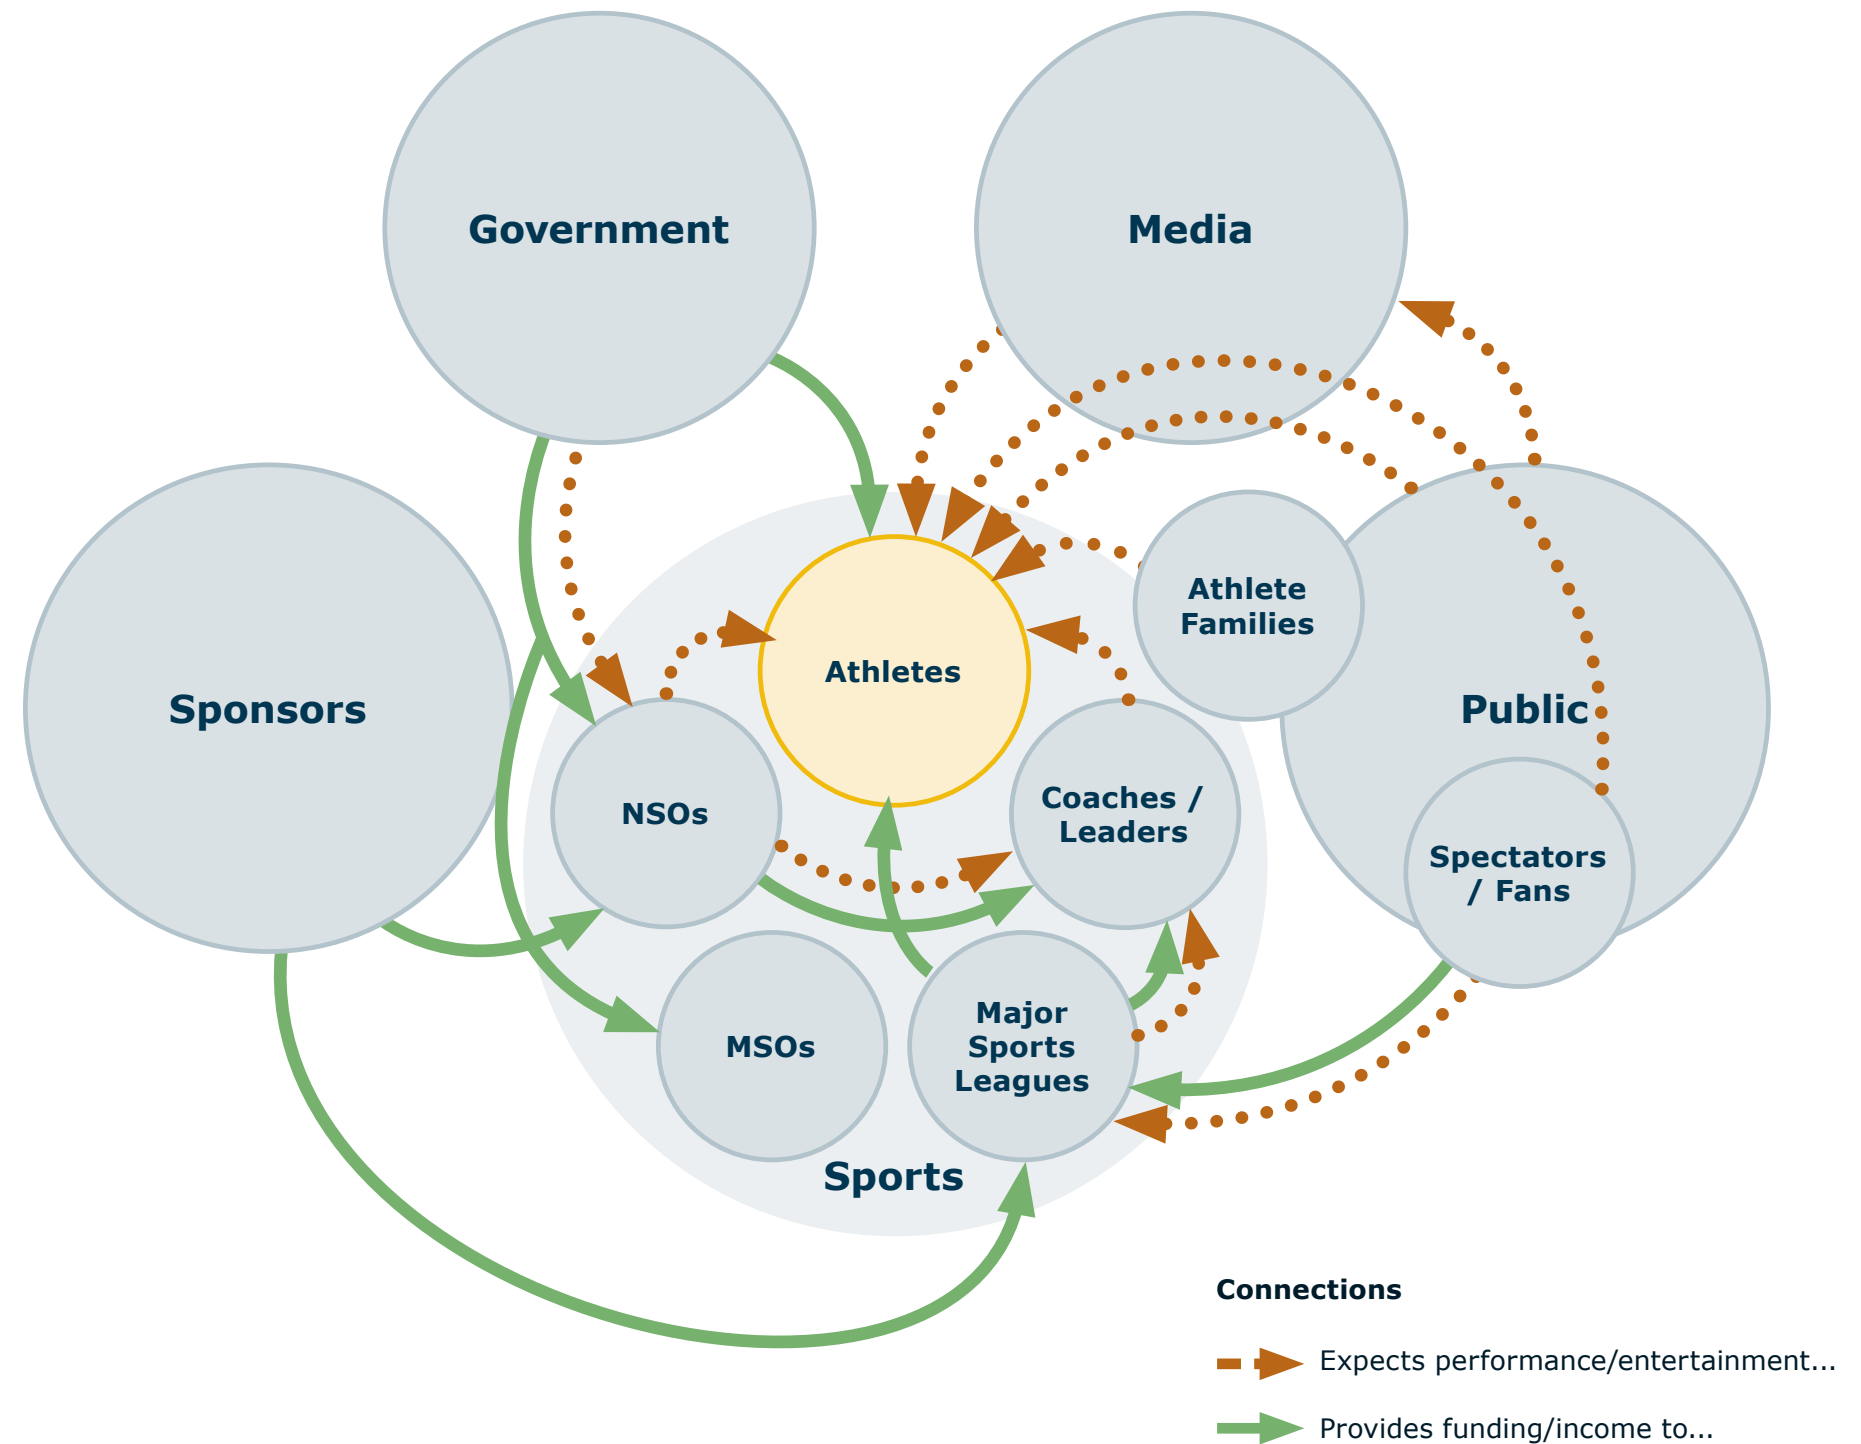 Government
Media
Athlete
Families
Athletes
Sponsors
Public
NSOs
Coaches /
Leaders
Spectators
/ Fans
MSOs
Major
Sports
Leagues
Sports
Connections
Expects performance/entertainment...
Provides funding/income to...